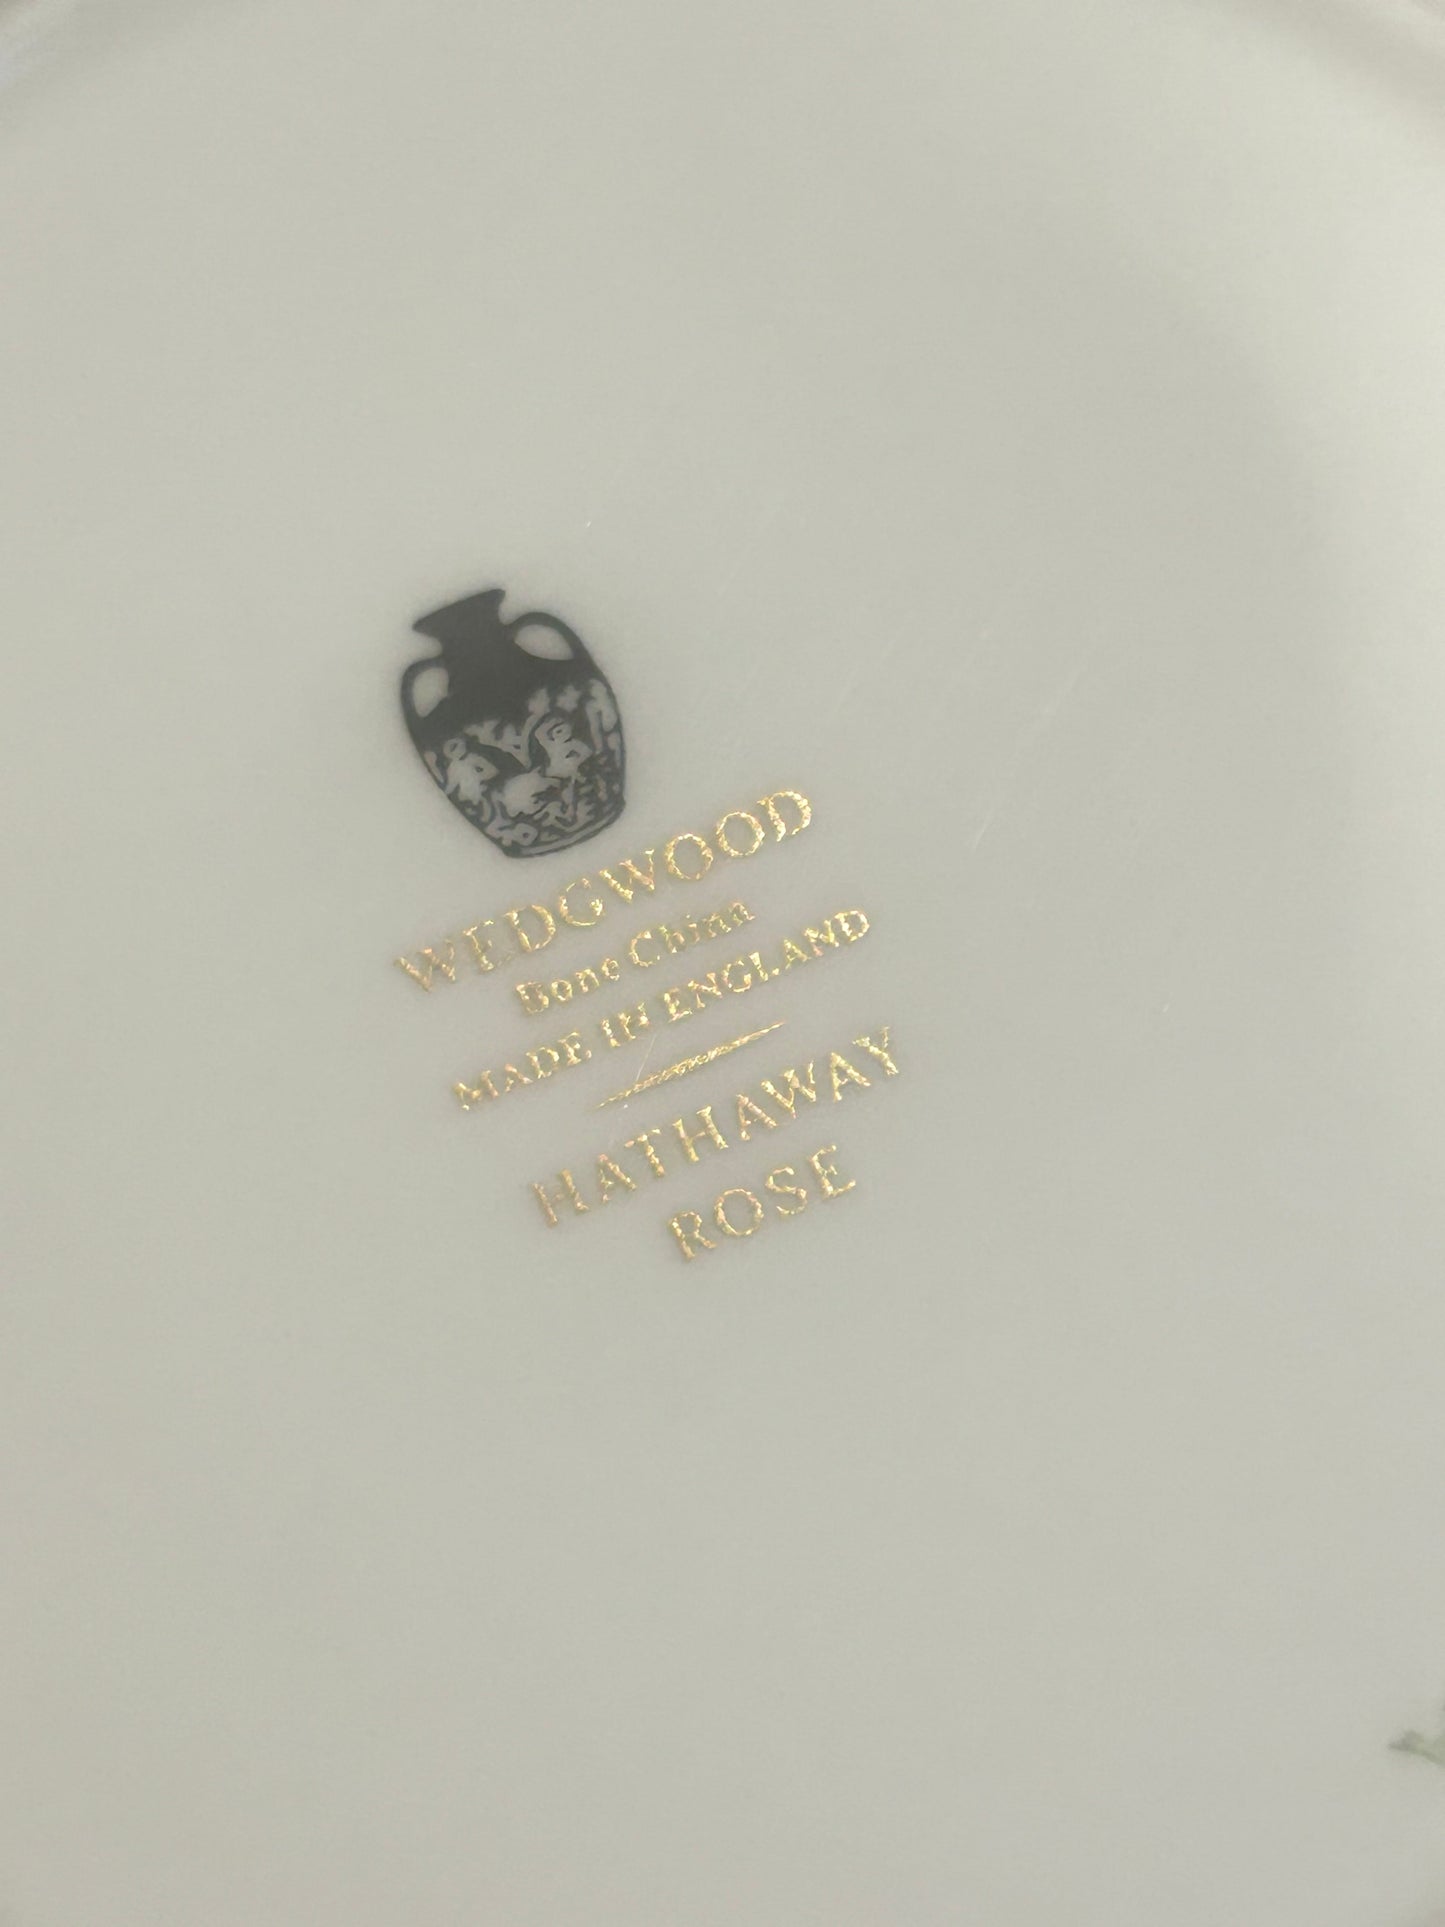 WEDGWOOD
Bone China
MADE IN ENGLAND
HATHAWAY
ROSE